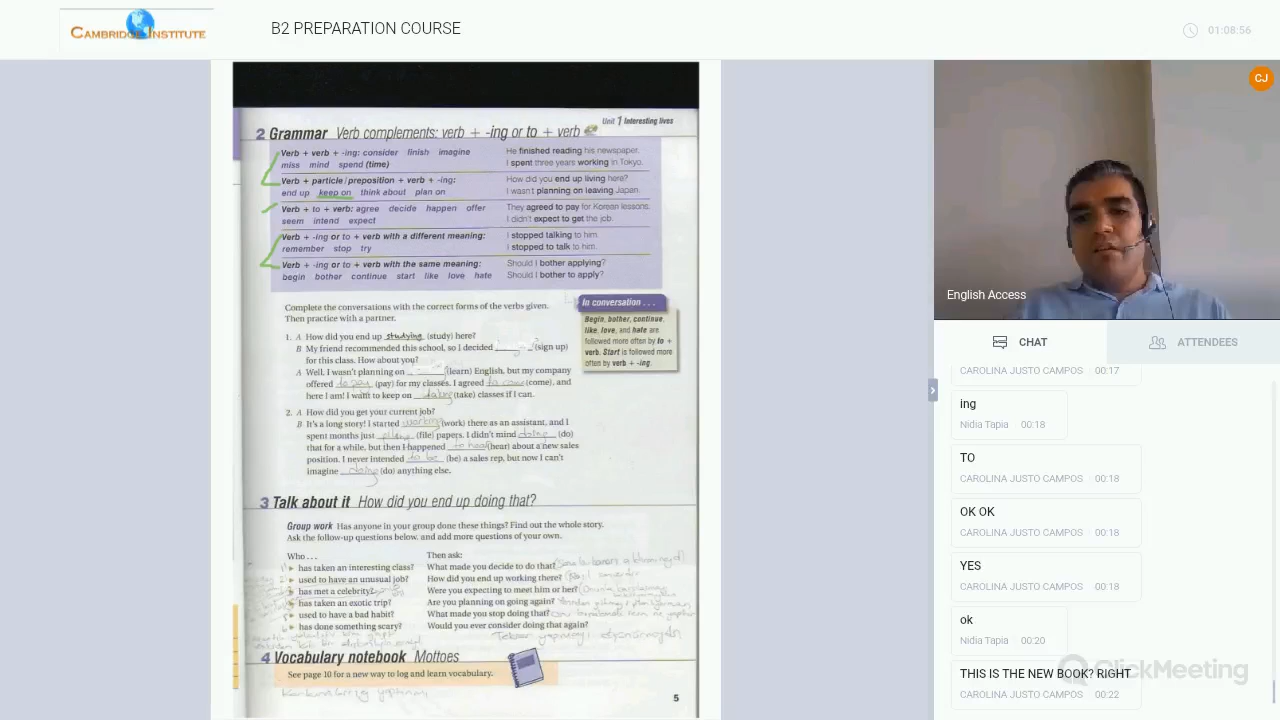 CAMBRIDGE INSTITUTE
B2 PREPARATION COURSE
01:08:56
Unit 1 Interesting lives
2 Grammar Verb complements: verb + -ing or to + verb
Verb + verb + -ing: consider finish imagine
miss mind spend (time)
He finished reading his newspaper.
I spent three years working in Tokyo.
Verb + particle/preposition + verb + -ing:
end up keep on think about plan on
How did you end up living here?
I wasn't planning on leaving Japan.
Verb + to + verb: agree decide happen offer
seem intend expect
They agreed to pay for Korean lessons.
I didn't expect to get the job.
Verb + -ing or to + verb with a different meaning:
remember stop try
I stopped talking to him.
I stopped to talk to him.
Verb + -ing or to + verb with the same meaning:
begin bother continue start like love hate
Should I bother applying?
Should I bother to apply?
Complete the conversations with the correct forms of the verbs given.
Then practice with a partner.
In conversation . . .
Begin, bother, continue,
like, love, and hate are
followed more often by to +
verb. Start is followed more
often by verb + -ing.
1. A How did you end up studying (study) here?
B My friend recommended this school, so I decided (sign up)
for this class. How about you?
A Well, I wasn't planning on (learn) English, but my company
offered to pay (pay) for my classes. I agreed to come (come), and
here I am! I want to keep on taking (take) classes if I can.
2. A How did you get your current job?
B It's a long story! I started working (work) there as an assistant, and I
spent months just filing (file) papers. I didn't mind doing (do)
that for a while, but then I happened to hear (hear) about a new sales
position. I never intended to be (be) a sales rep, but now I can't
imagine doing (do) anything else.
3 Talk about it How did you end up doing that?
Group work Has anyone in your group done these things? Find out the whole story.
Ask the follow-up questions below, and add more questions of your own.
Who . . .
Then ask:
has taken an interesting class? What made you decide to do that?
used to have an unusual job? How did you end up working there?
has met a celebrity? Were you expecting to meet him or her?
has taken an exotic trip? Are you planning on going again?
used to have a bad habit? What made you stop doing that?
has done something scary? Would you ever consider doing that again?
4 Vocabulary notebook Mottoes
See page 10 for a new way to log and learn vocabulary.
5
CJ
English Access
CHAT
ATTENDEES
CAROLINA JUSTO CAMPOS 00:17
ing
Nidia Tapia 00:18
TO
CAROLINA JUSTO CAMPOS 00:18
OK OK
CAROLINA JUSTO CAMPOS 00:18
YES
CAROLINA JUSTO CAMPOS 00:18
ok
Nidia Tapia 00:20
THIS IS THE NEW BOOK? RIGHT
CAROLINA JUSTO CAMPOS 00:22
ClickMeeting